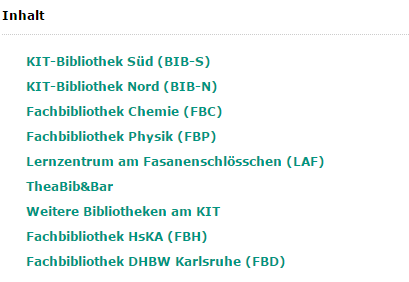 Inhalt
KIT-Bibliothek Süd (BIB-S)
KIT-Bibliothek Nord (BIB-N)
Fachbibliothek Chemie (FBC)
Fachbibliothek Physik (FBP)
Lernzentrum am Fasanenschlösschen (LAF)
TheaBib&Bar
Weitere Bibliotheken am KIT
Fachbibliothek HsKA (FBH)
Fachbibliothek DHBW Karlsruhe (FBD)